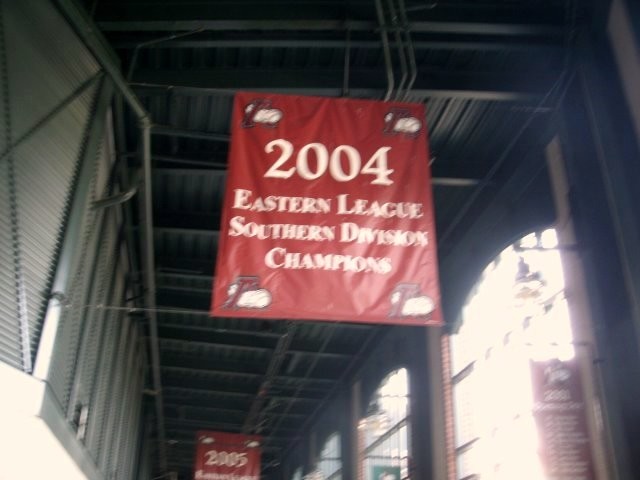 2004
EASTERN LEAGUE
SOUTHERN DIVISION
CHAMPIONS
2005